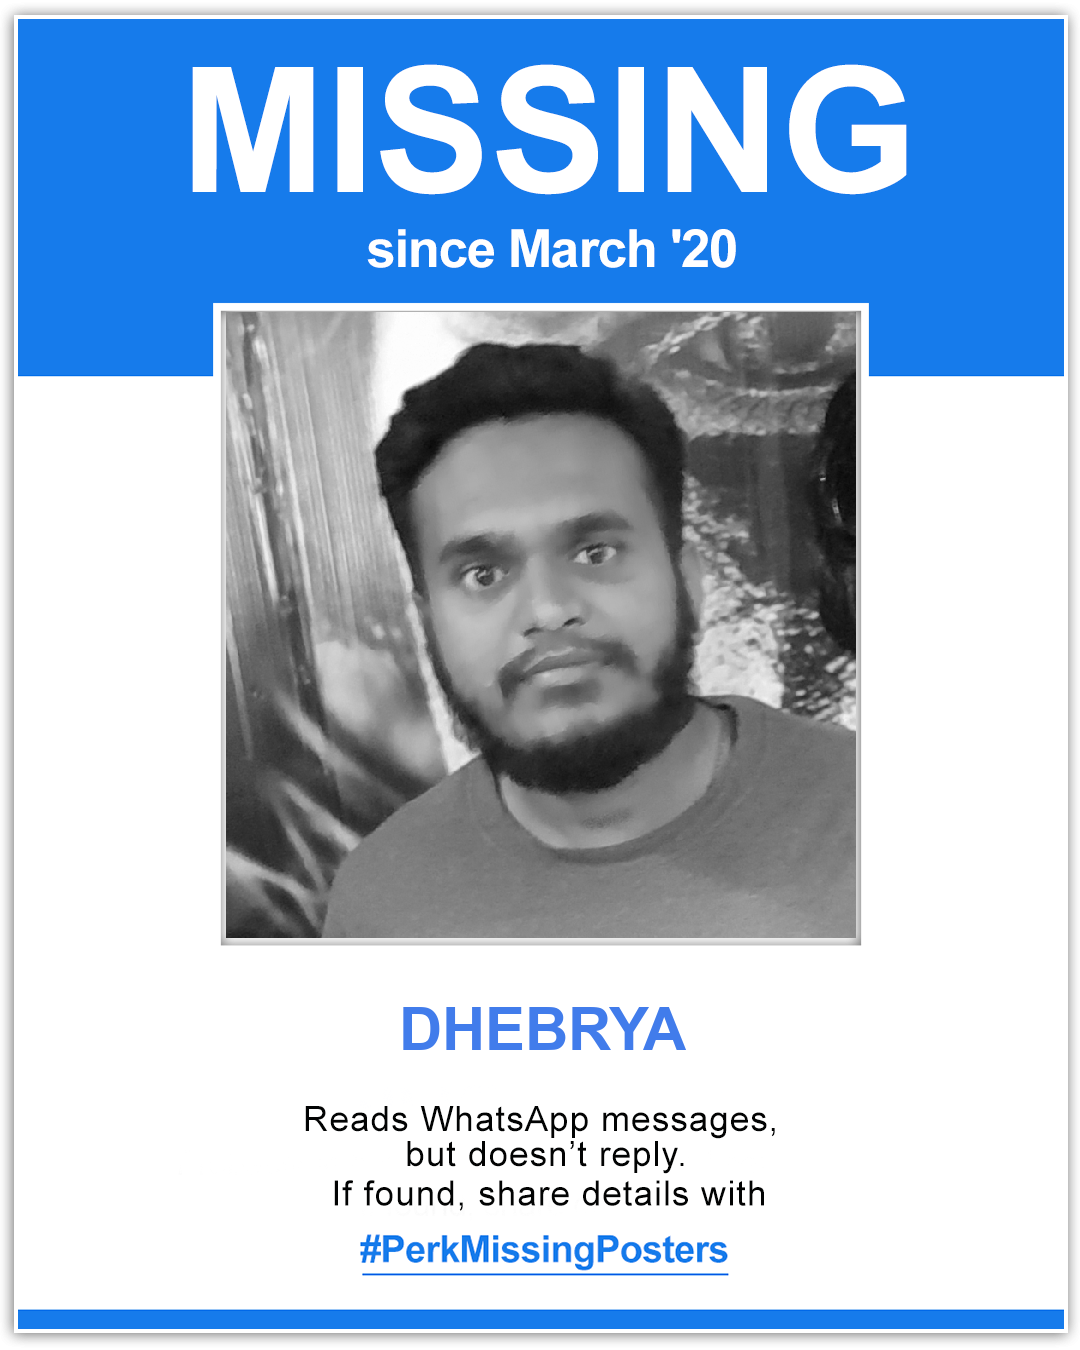 MISSING
since March '20
DHEBRYA
Reads WhatsApp messages,
but doesn’t reply.
If found, share details with
#PerkMissingPosters